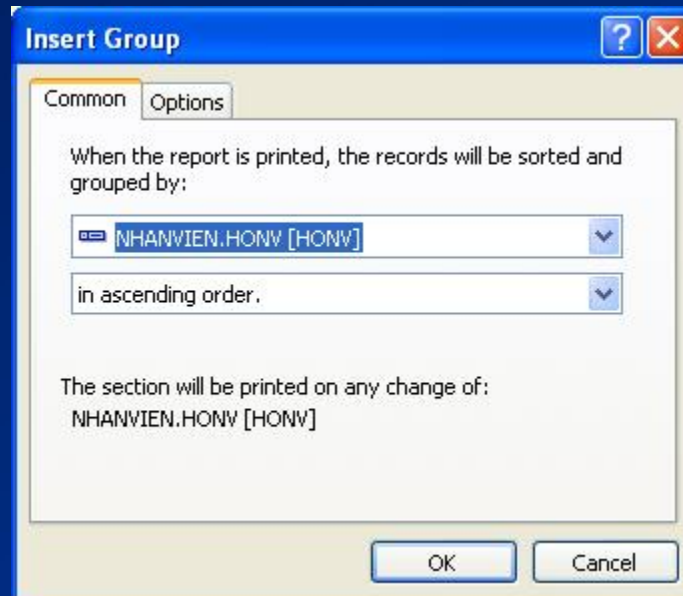 Insert Group
Common
Options
When the report is printed, the records will be sorted and
grouped by:
NHANVIEN.HONV [HONV]
in ascending order.
The section will be printed on any change of:
NHANVIEN.HONV [HONV]
OK
Cancel